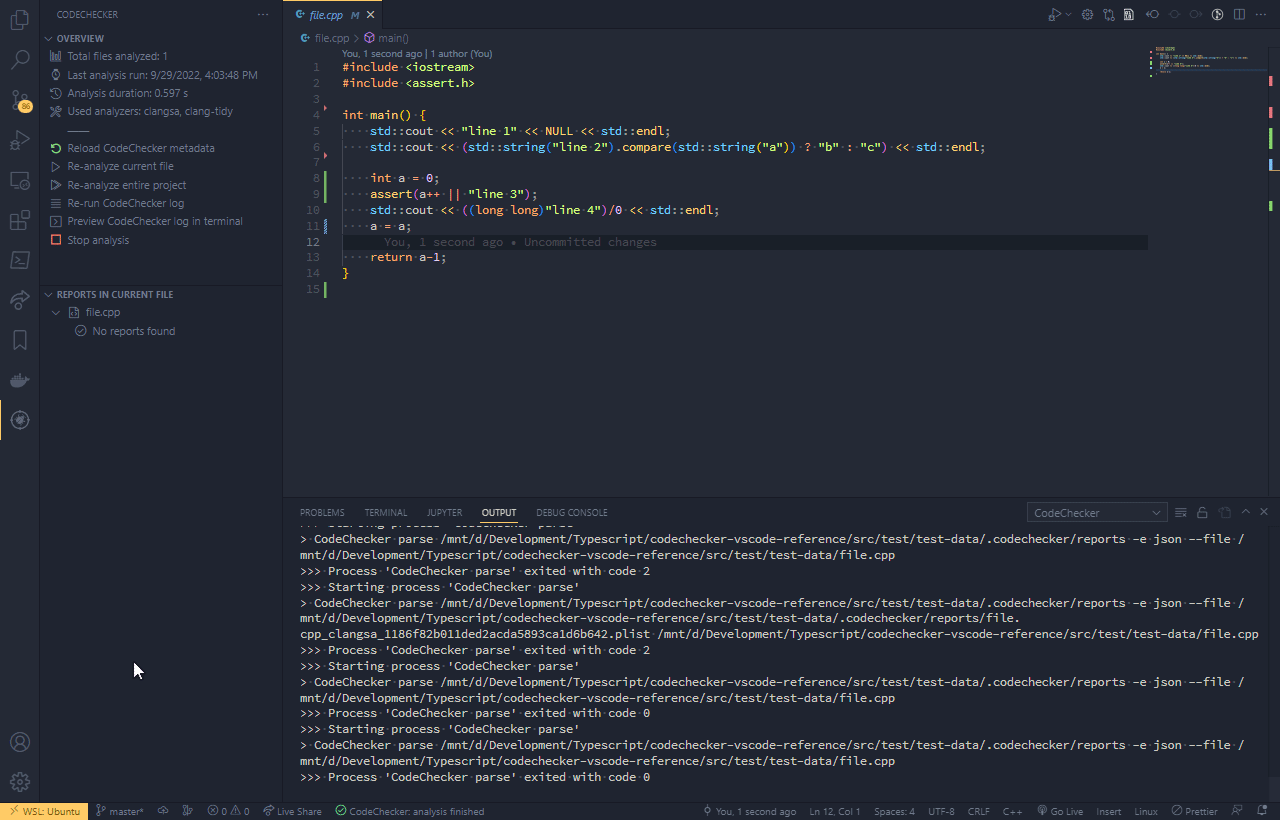 CODECHECKER
OVERVIEW
Total files analyzed: 1
Last analysis run: 9/29/2022, 4:03:48 PM
Analysis duration: 0.597 s
Used analyzers: clangsa, clang-tidy
Reload CodeChecker metadata
Re-analyze current file
Re-analyze entire project
Re-run CodeChecker log
Preview CodeChecker log in terminal
Stop analysis
REPORTS IN CURRENT FILE
file.cpp
No reports found
86
file.cpp M
file.cpp > main()
You, 1 second ago | 1 author (You)
1 #include <iostream>
2 #include <assert.h>
3
4 int main() {
5 std::cout << "line 1" << NULL << std::endl;
6 std::cout << (std::string("line 2").compare(std::string("a")) ? "b" : "c") << std::endl;
7
8 int a = 0;
9 assert(a++ || "line 3");
10 std::cout << ((long long)"line 4")/0 << std::endl;
11 a = a;
12 You, 1 second ago • Uncommitted changes
13 return a-1;
14 }
15
PROBLEMS TERMINAL JUPYTER OUTPUT DEBUG CONSOLE CodeChecker
>>> Starting process 'CodeChecker parse'
> CodeChecker parse /mnt/d/Development/Typescript/codechecker-vscode-reference/src/test/test-data/.codechecker/reports -e json --file /
mnt/d/Development/Typescript/codechecker-vscode-reference/src/test/test-data/file.cpp
>>> Process 'CodeChecker parse' exited with code 2
>>> Starting process 'CodeChecker parse'
> CodeChecker parse /mnt/d/Development/Typescript/codechecker-vscode-reference/src/test/test-data/.codechecker/reports -e json --file /
mnt/d/Development/Typescript/codechecker-vscode-reference/src/test/test-data/.codechecker/reports/file.
cpp_clangsa_1186f82b011ded2acda5893ca1d6b642.plist /mnt/d/Development/Typescript/codechecker-vscode-reference/src/test/test-data/file.cpp
>>> Process 'CodeChecker parse' exited with code 2
>>> Starting process 'CodeChecker parse'
> CodeChecker parse /mnt/d/Development/Typescript/codechecker-vscode-reference/src/test/test-data/.codechecker/reports -e json --file /
mnt/d/Development/Typescript/codechecker-vscode-reference/src/test/test-data/file.cpp
>>> Process 'CodeChecker parse' exited with code 0
>>> Starting process 'CodeChecker parse'
> CodeChecker parse /mnt/d/Development/Typescript/codechecker-vscode-reference/src/test/test-data/.codechecker/reports -e json --file /
mnt/d/Development/Typescript/codechecker-vscode-reference/src/test/test-data/file.cpp
>>> Process 'CodeChecker parse' exited with code 0
WSL: Ubuntu master* 0 0 Live Share CodeChecker: analysis finished You, 1 second ago Ln 12, Col 1 Spaces: 4 UTF-8 CRLF C++ Go Live Insert Linux Prettier